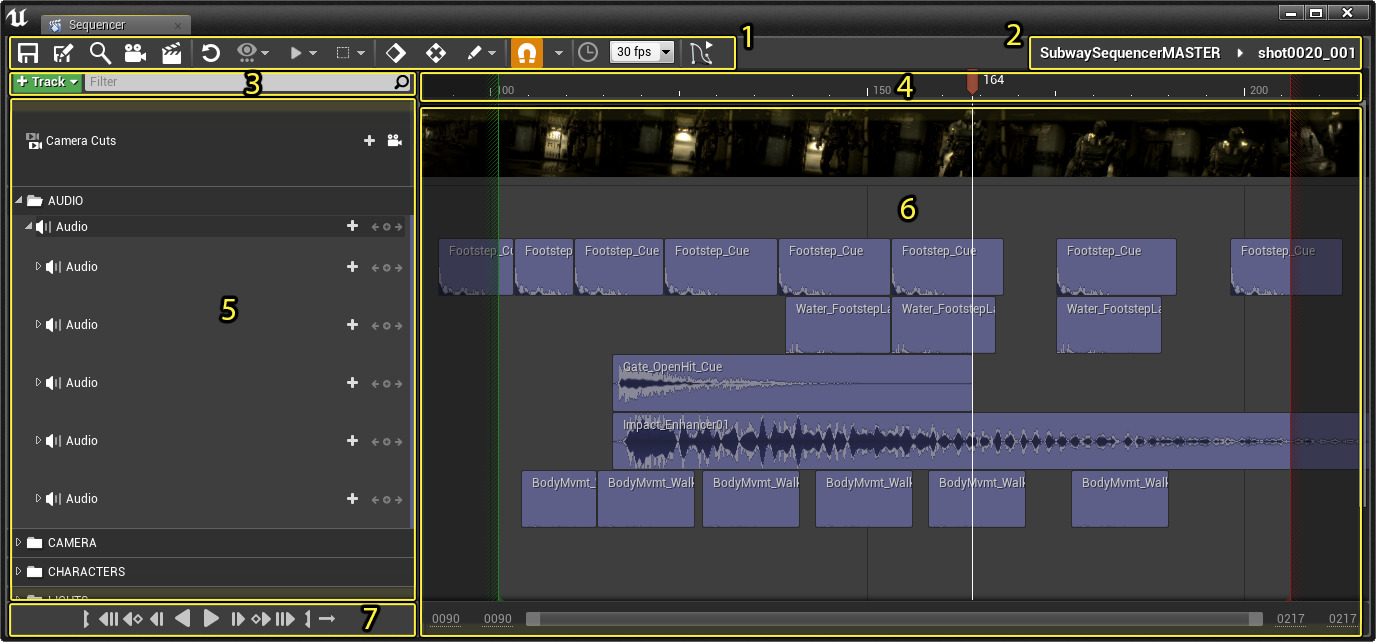 Sequencer
1
2
30 fps
SubwaySequencerMASTER
shot0020_001
+ Track
Filter
3
4
100
150
164
200
Camera Cuts
AUDIO
Audio
6
Footstep_Cu
Footstep
Footstep_Cue
Footstep_Cue
Footstep_Cue
Footstep_Cue
Footstep_Cue
Footstep_Cue
Audio
5
Water_FootstepLa
Water_FootstepLa
Water_FootstepLa
Audio
Gate_OpenHit_Cue
Audio
Impact_Enhancer01
Audio
BodyMvmt_
BodyMvmt_Walk
BodyMvmt_Walk
BodyMvmt_Walk
BodyMvmt_Walk
BodyMvmt_Walk
Audio
CAMERA
CHARACTERS
LIGHTS
7
0090
0090
0217
0217